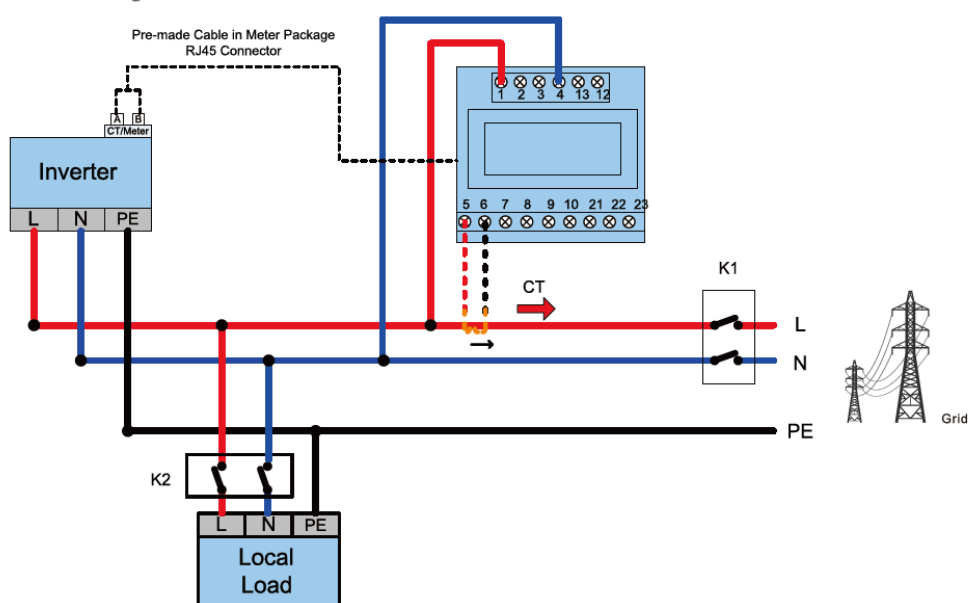 Pre-made Cable in Meter Package
RJ45 Connector
1 2 3 4 13 12
A B
CT/Meter
Inverter
L N PE
5 6 7 8 9 10 21 22 23
CT
K1
L
N
Grid
PE
K2
L N PE
Local
Load